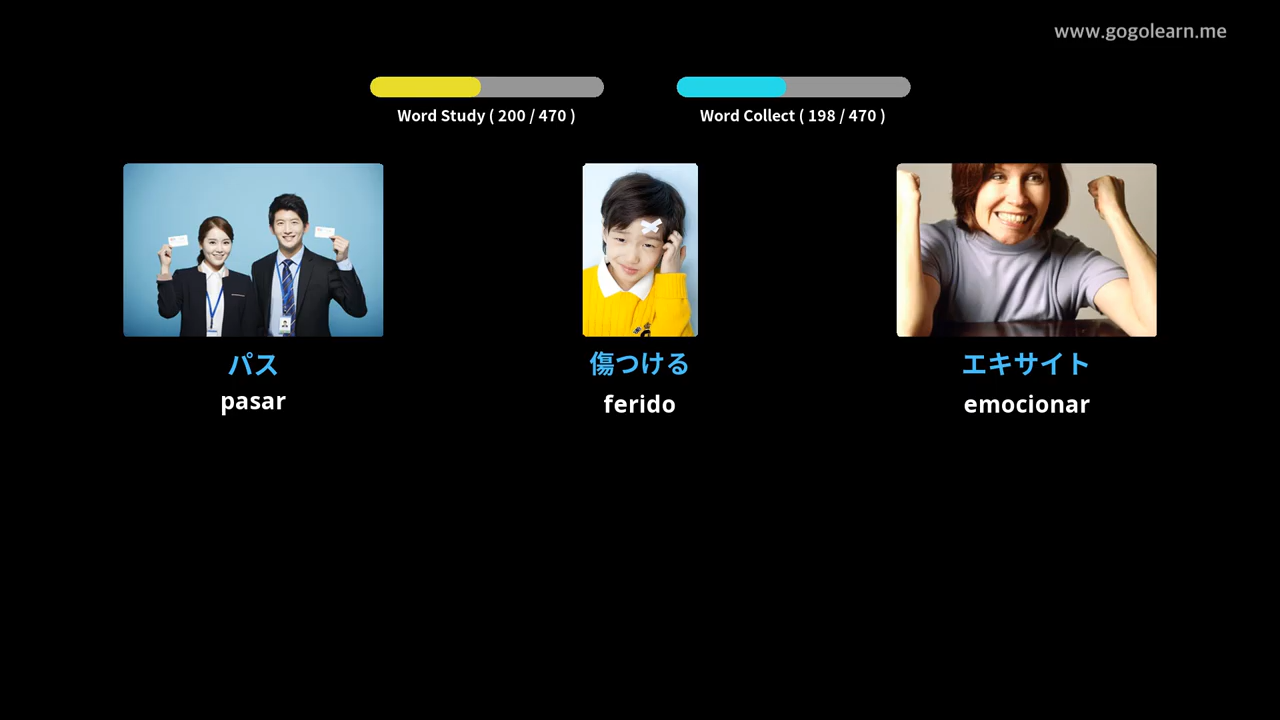 www.gogolearn.me
Word Study ( 200 / 470 )
Word Collect ( 198 / 470 )
パス
pasar
傷つける
ferido
エキサイト
emocionar